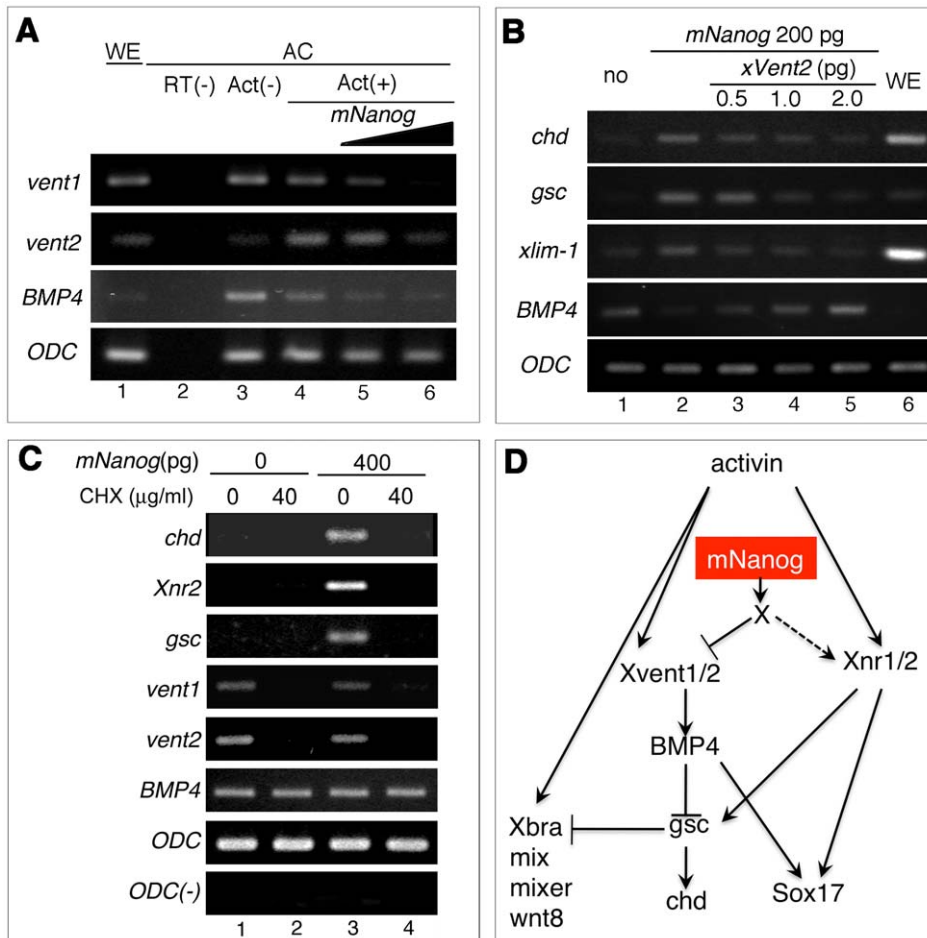 A
WE AC
RT(-) Act(-) Act(+)
mNanog
vent1
vent2
BMP4
ODC
1 2 3 4 5 6
B
mNanog 200 pg
no xVent2 (pg) WE
0.5 1.0 2.0
chd
gsc
xlim-1
BMP4
ODC
1 2 3 4 5 6
C
mNanog(pg) 0 400
CHX (μg/ml) 0 40 0 40
chd
Xnr2
gsc
vent1
vent2
BMP4
ODC
ODC(-)
1 2 3 4
D
activin
mNanog
X
Xvent1/2 Xnr1/2
BMP4
Xbra gsc
mix
mixer chd Sox17
wnt8